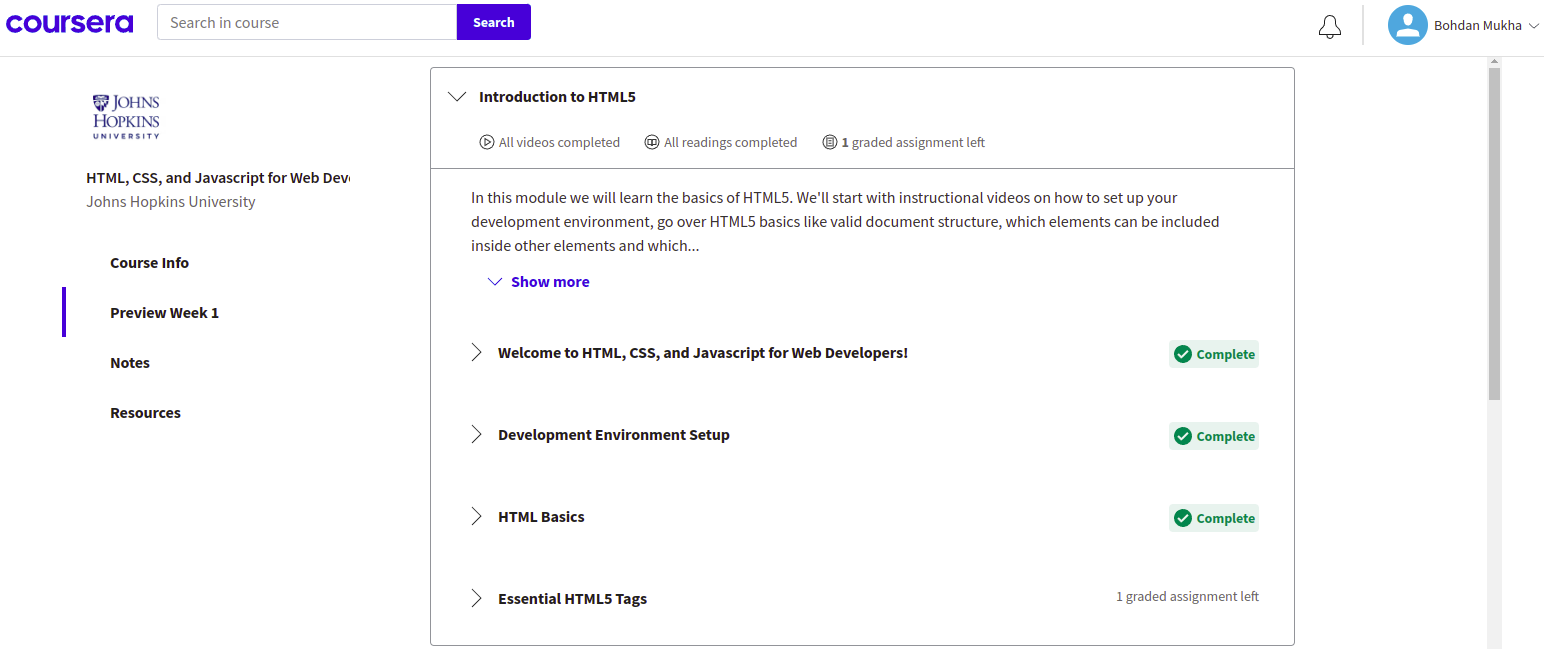 coursera
Search in course
Search
Bohdan Mukha
JOHNS
HOPKINS
UNIVERSITY
HTML, CSS, and Javascript for Web Dev
Johns Hopkins University
Course Info
Preview Week 1
Notes
Resources
Introduction to HTML5
All videos completed
All readings completed
1 graded assignment left
In this module we will learn the basics of HTML5. We'll start with instructional videos on how to set up your
development environment, go over HTML5 basics like valid document structure, which elements can be included
inside other elements and which...
Show more
Welcome to HTML, CSS, and Javascript for Web Developers!
Complete
Development Environment Setup
Complete
HTML Basics
Complete
Essential HTML5 Tags
1 graded assignment left